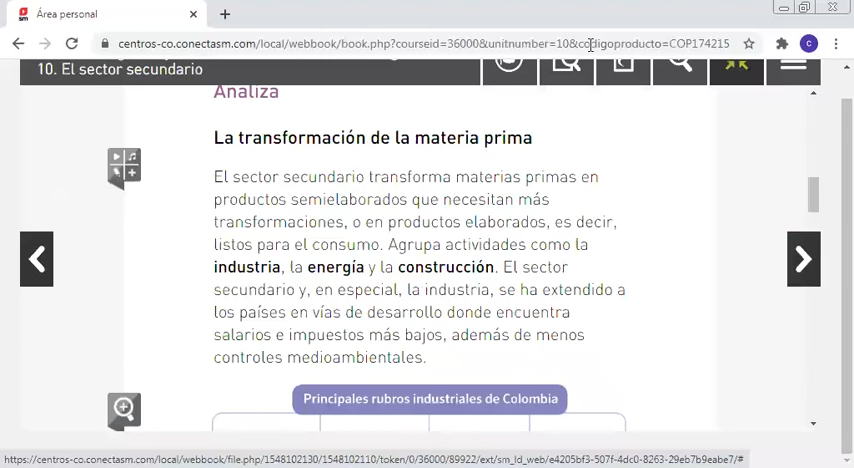 Área personal
centros-co.conectasm.com/local/webbook/book.php?courseid=36000&unitnumber=10&codigoproducto=COP174215
C
10. El sector secundario
Analiza
La transformación de la materia prima
El sector secundario transforma materias primas en
productos semielaborados que necesitan más
transformaciones, o en productos elaborados, es decir,
listos para el consumo. Agrupa actividades como la
industria, la energía y la construcción. El sector
secundario y, en especial, la industria, se ha extendido a
los países en vías de desarrollo donde encuentra
salarios e impuestos más bajos, además de menos
controles medioambientales.
Principales rubros industriales de Colombia
https://centros-co.conectasm.com/local/webbook/file.php/1548102130/1548102110/token/0/36000/89922/ext/sm_ld_web/e4205bf3-507f-4dc0-8263-29eb7b9eabe7/#